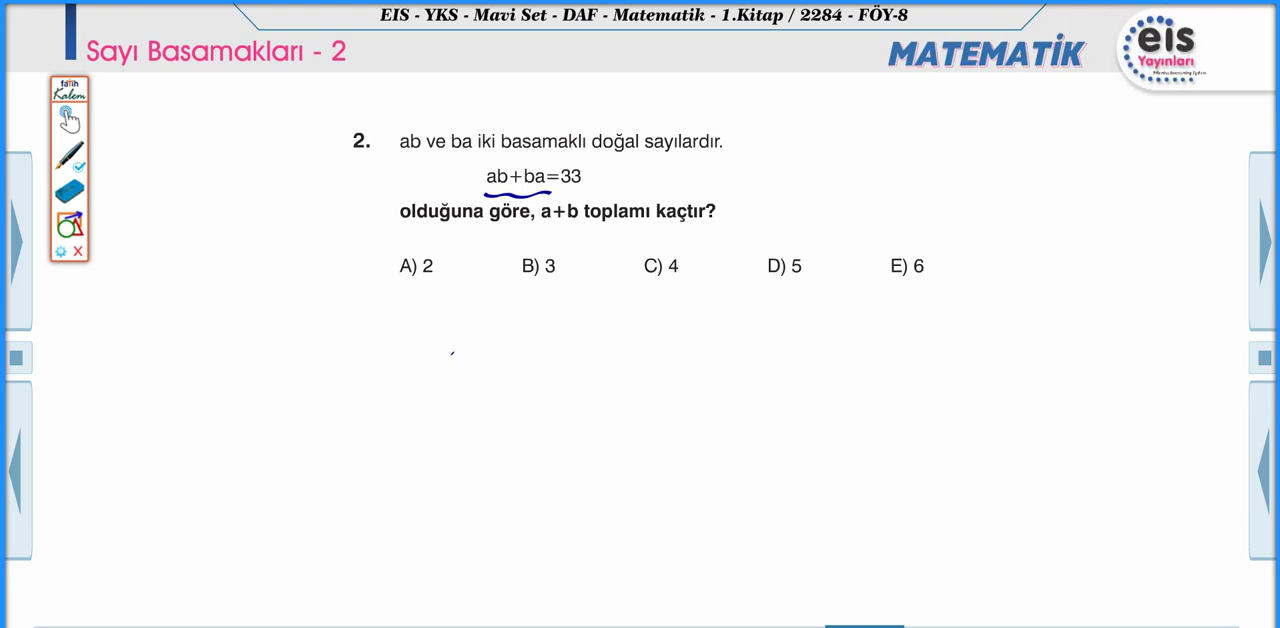 EIS - YKS - Mavi Set - DAF - Matematik - 1.Kitap / 2284 - FÖY-8
Sayı Basamakları - 2
MATEMATİK
eis
Yayınları
fatih
Kalem
2. ab ve ba iki basamaklı doğal sayılardır.
ab+ba=33
olduğuna göre, a+b toplamı kaçtır?
A) 2 B) 3 C) 4 D) 5 E) 6